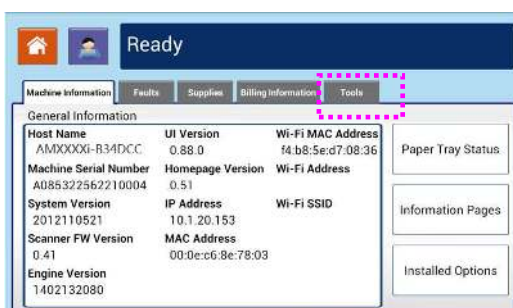 Ready
Machine Information Faults Supplies Billing Information Tools
General Information
Host Name UI Version Wi-Fi MAC Address
AMXXXXi-B34DCC 0.88.0 f4:b8:5e:d7:08:36
Paper Tray Status
Machine Serial Number Homepage Version Wi-Fi Address
A085322562210004 0.51
System Version IP Address Wi-Fi SSID
2012110521 10.1.20.153
Information Pages
Scanner FW Version MAC Address
0.41 00:0e:c6:8e:78:03
Engine Version
1402132080
Installed Options